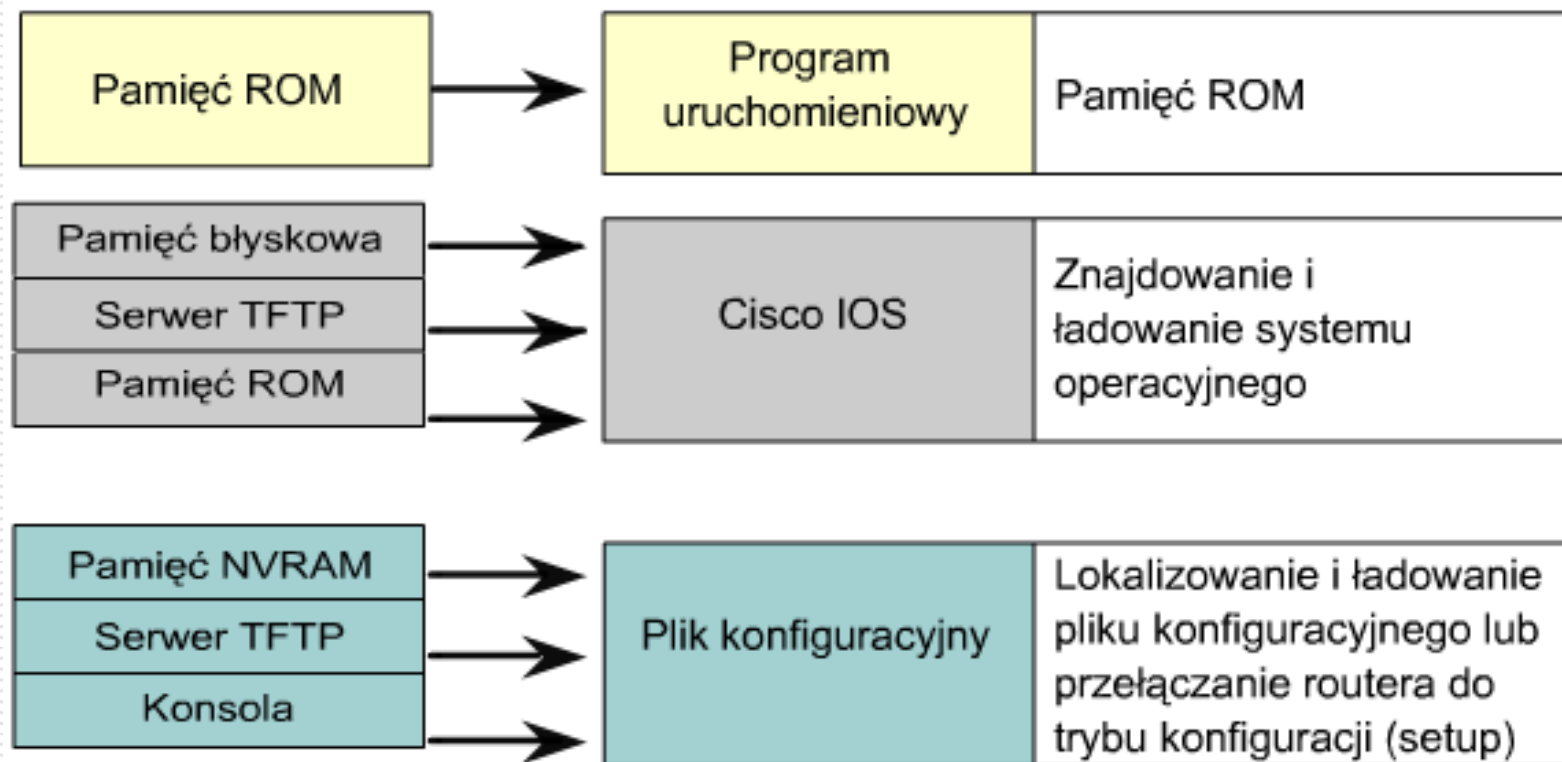 Pamięć ROM
Program
uruchomieniowy
Pamięć ROM
Pamięć błyskowa
Serwer TFTP
Pamięć ROM
Cisco IOS
Znajdowanie i
ładowanie systemu
operacyjnego
Pamięć NVRAM
Serwer TFTP
Konsola
Plik konfiguracyjny
Lokalizowanie i ładowanie
pliku konfiguracyjnego lub
przełączanie routera do
trybu konfiguracji (setup)